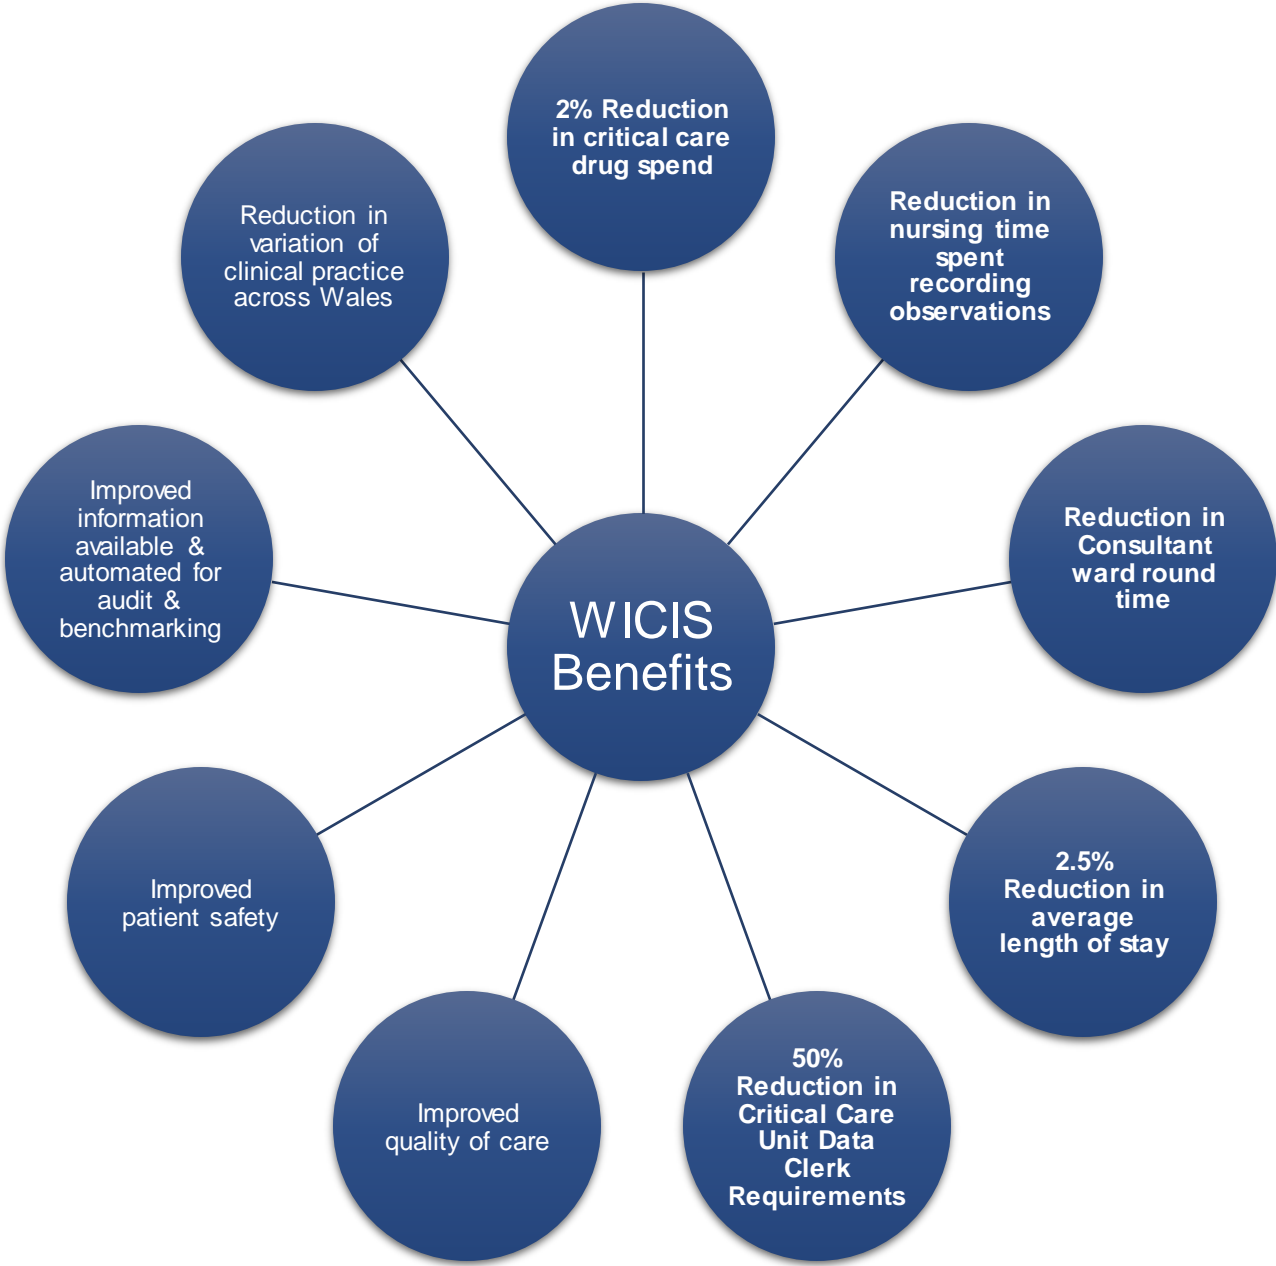 2% Reduction
in critical care
drug spend
Reduction in
nursing time
spent
recording
observations
Reduction in
Consultant
ward round
time
2.5%
Reduction in
average
length of stay
50%
Reduction in
Critical Care
Unit Data
Clerk
Requirements
Improved
quality of care
Improved
patient safety
Improved
information
available &
automated for
audit &
benchmarking
Reduction in
variation of
clinical practice
across Wales
WICIS
Benefits